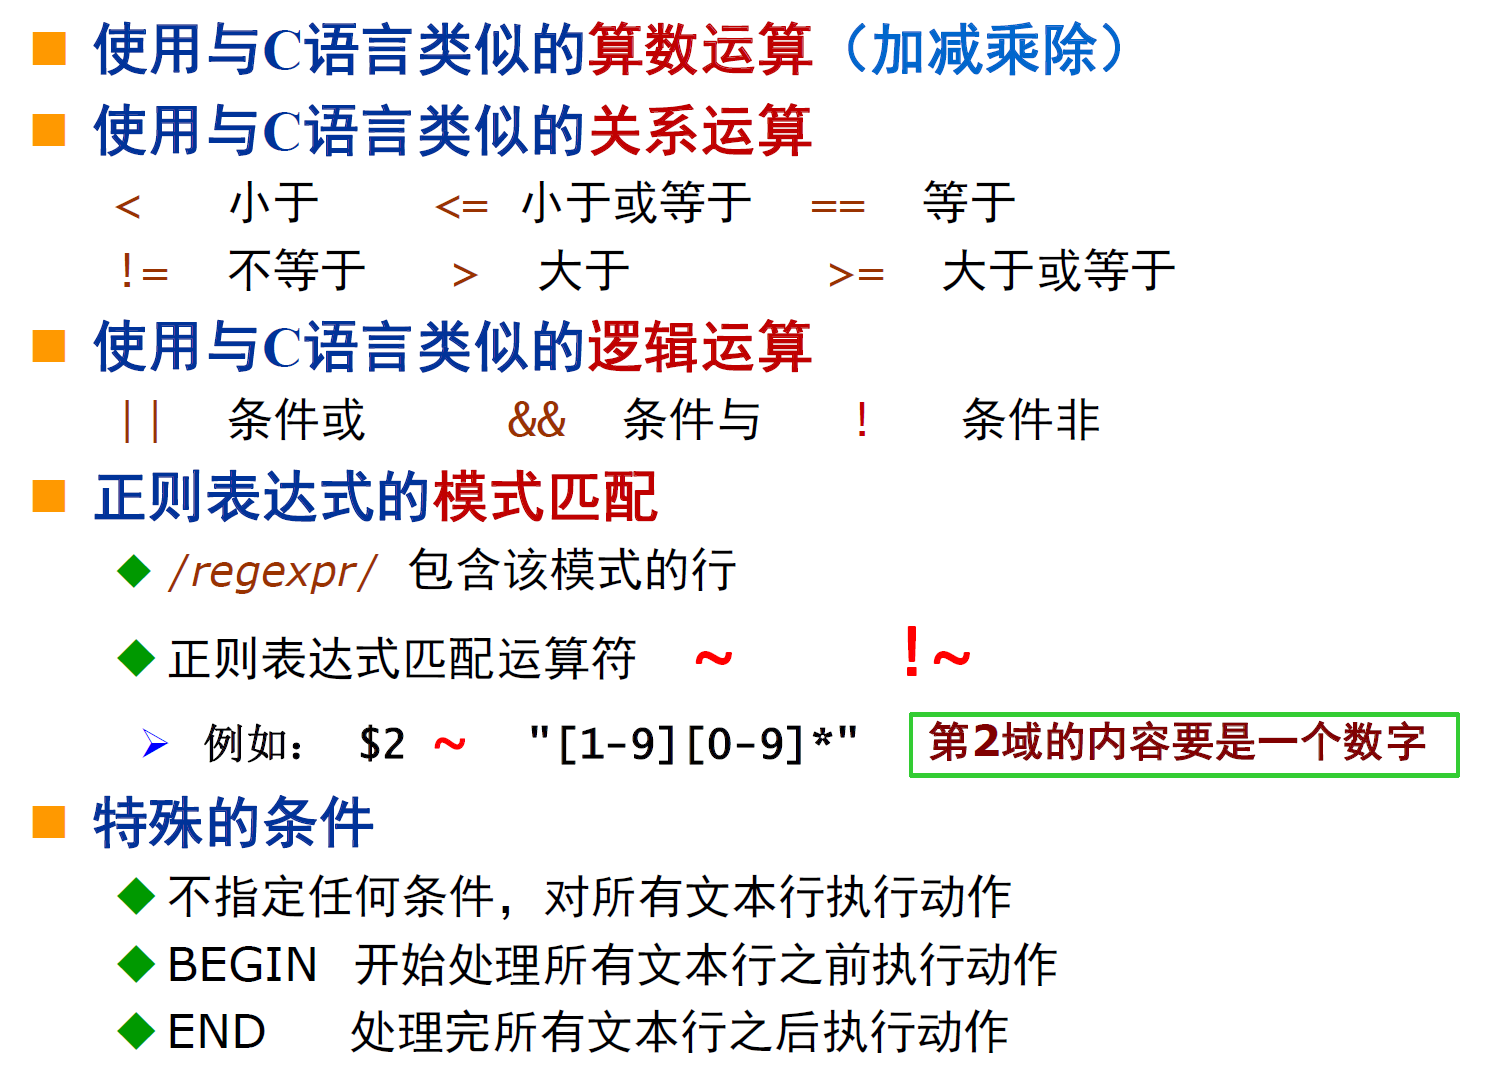 使用与C语言类似的算数运算（加减乘除）
使用与C语言类似的关系运算
< 小于 <= 小于或等于 == 等于
!= 不等于 > 大于 >= 大于或等于
使用与C语言类似的逻辑运算
|| 条件或 && 条件与 ! 条件非
正则表达式的模式匹配
/regexpr/ 包含该模式的行
正则表达式匹配运算符 ~ !~
例如： $2 ~ "[1-9][0-9]*" 第2域的内容要是一个数字
特殊的条件
不指定任何条件，对所有文本行执行动作
BEGIN 开始处理所有文本行之前执行动作
END 处理完所有文本行之后执行动作